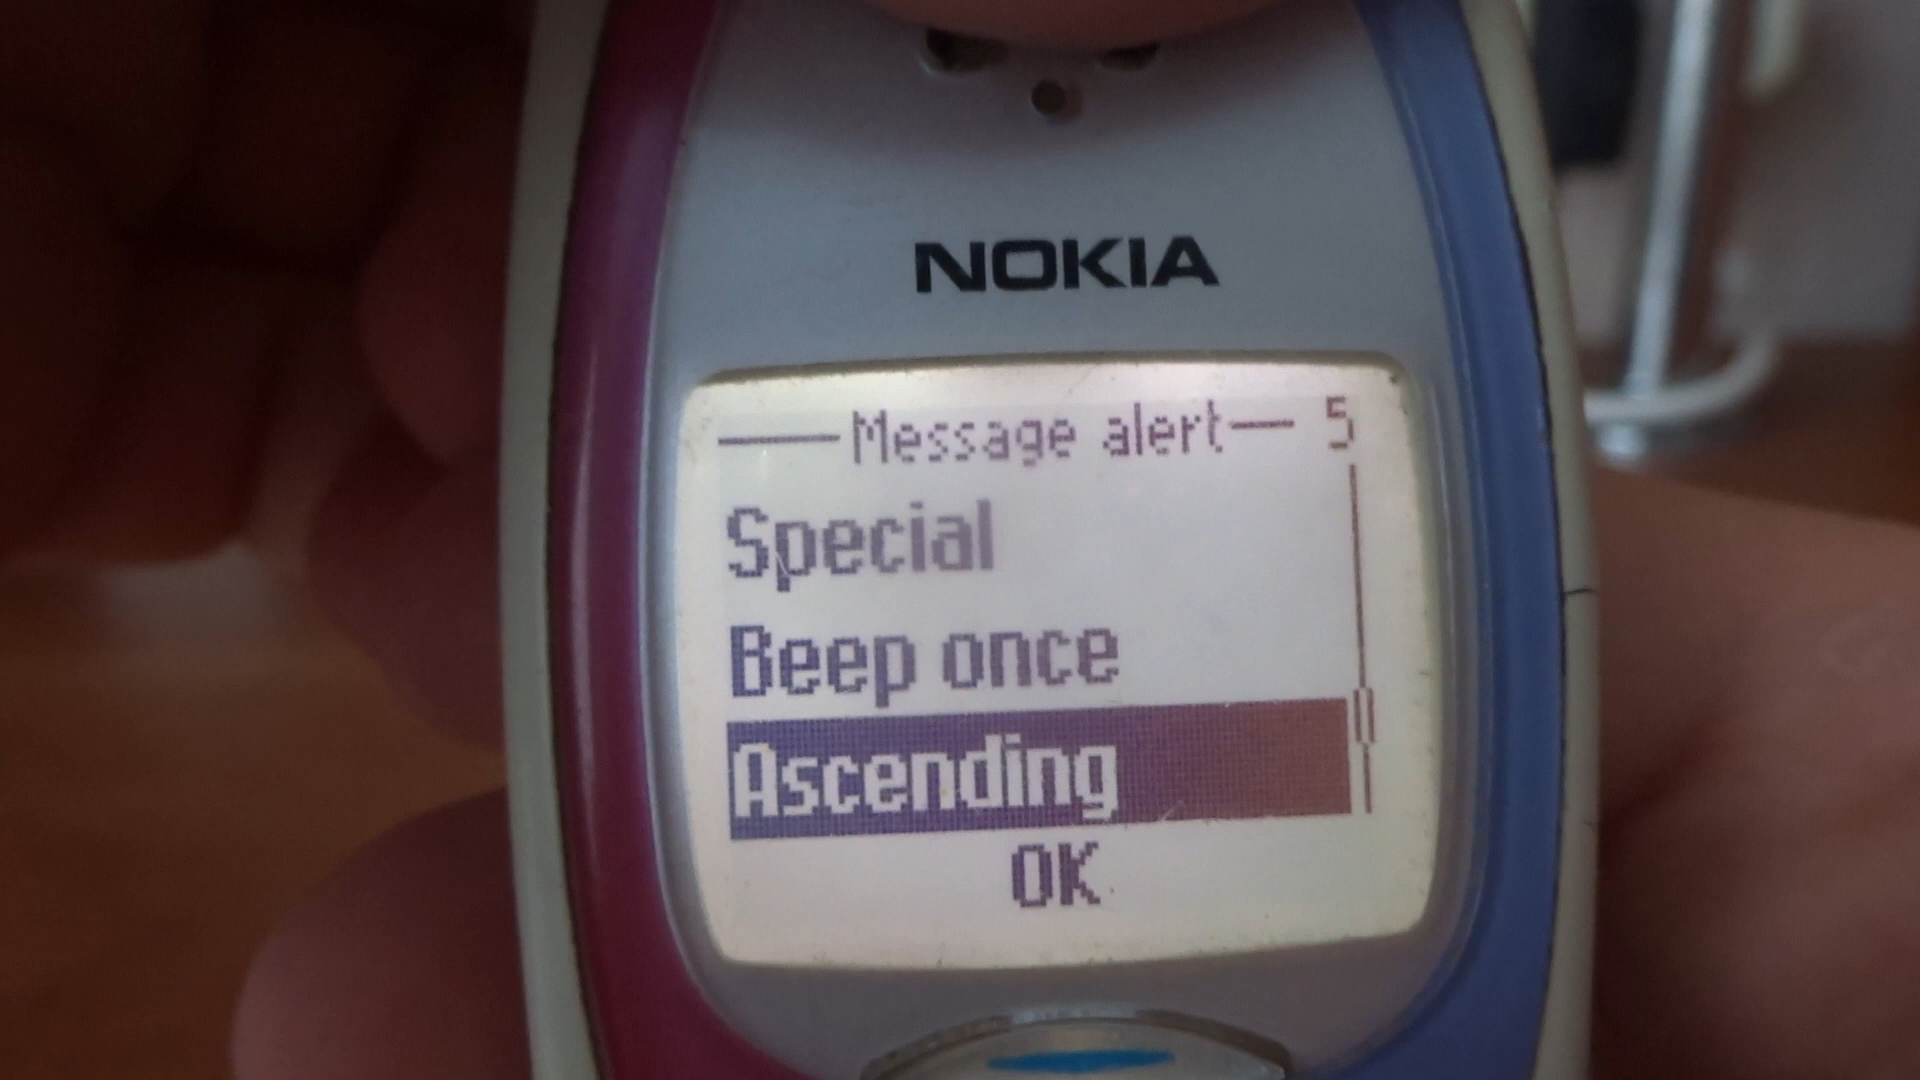 NOKIA
Message alert 5
Special
Beep once
Ascending
OK